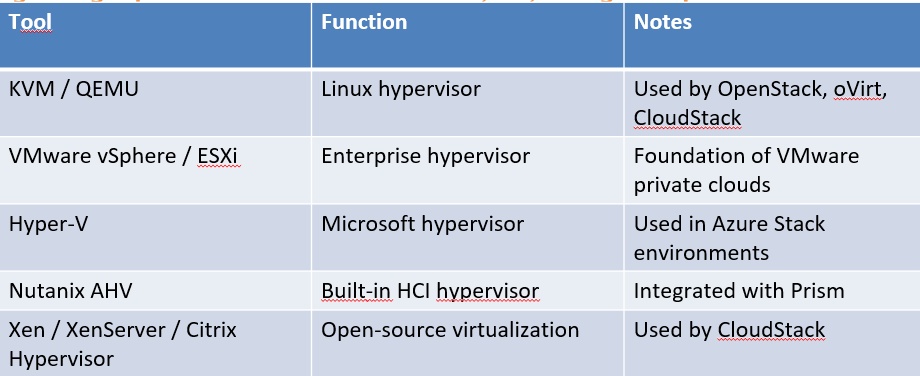 Tool
Function
Notes
KVM / QEMU
Linux hypervisor
Used by OpenStack, oVirt,
CloudStack
VMware vSphere / ESXi
Enterprise hypervisor
Foundation of VMware
private clouds
Hyper-V
Microsoft hypervisor
Used in Azure Stack
environments
Nutanix AHV
Built-in HCI hypervisor
Integrated with Prism
Xen / XenServer / Citrix
Hypervisor
Open-source virtualization
Used by CloudStack